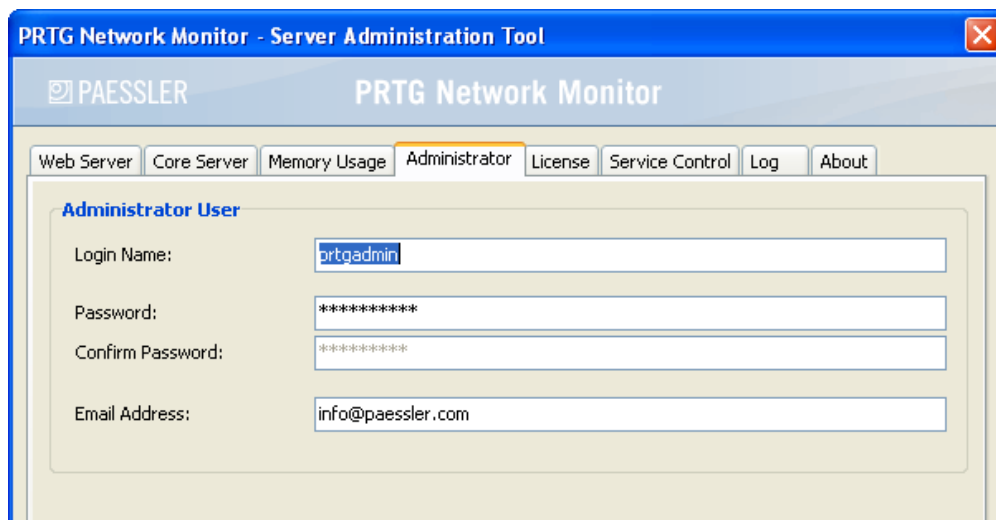 PRTG Network Monitor - Server Administration Tool
PAESSLER PRTG Network Monitor
Web Server Core Server Memory Usage Administrator License Service Control Log About
Administrator User
Login Name: prtgadmin
Password: **********
Confirm Password: *********
Email Address: info@paessler.com